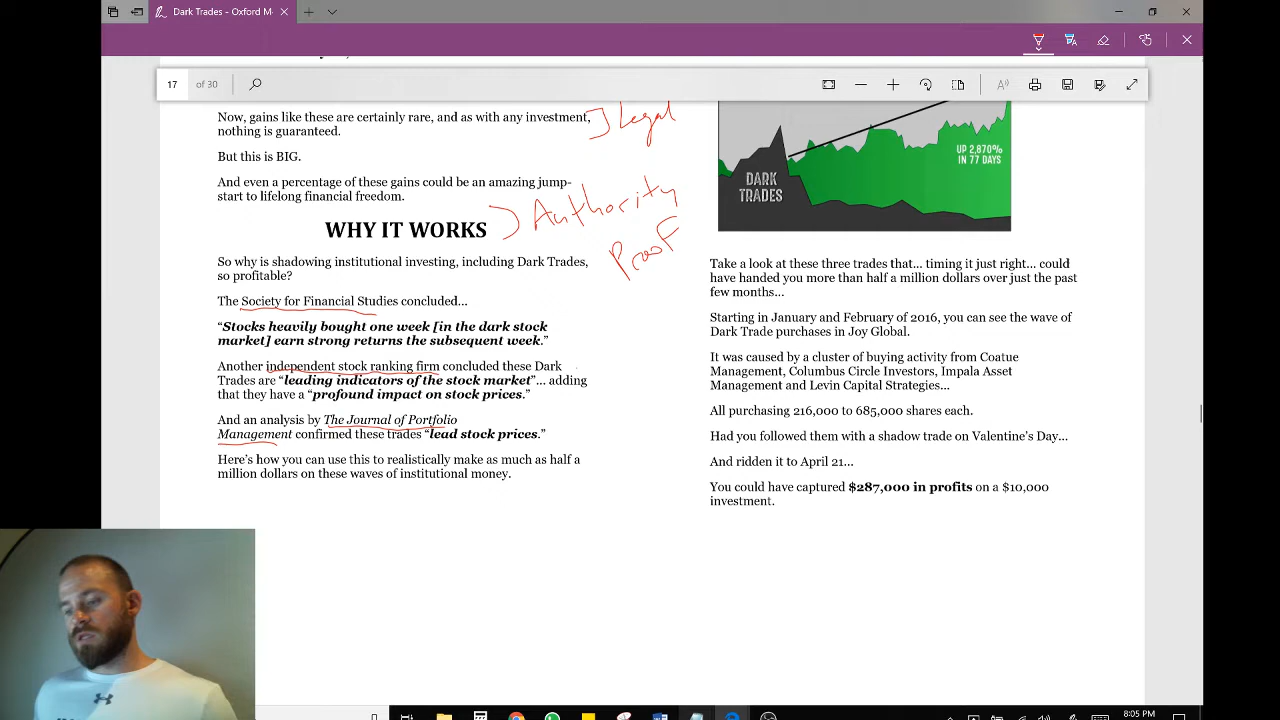 Dark Trades - Oxford M
17 of 30
Now, gains like these are certainly rare, and as with any investment,
nothing is guaranteed.
Legal
But this is BIG.
And even a percentage of these gains could be an amazing jump-
start to lifelong financial freedom.
WHY IT WORKS
Authority
Proof
So why is shadowing institutional investing, including Dark Trades,
so profitable?
The Society for Financial Studies concluded...
“Stocks heavily bought one week [in the dark stock
market] earn strong returns the subsequent week.”
Another independent stock ranking firm concluded these Dark
Trades are “leading indicators of the stock market”... adding
that they have a “profound impact on stock prices.”
And an analysis by The Journal of Portfolio
Management confirmed these trades “lead stock prices.”
Here’s how you can use this to realistically make as much as half a
million dollars on these waves of institutional money.
UP 2,870%
IN 77 DAYS
DARK
TRADES
Take a look at these three trades that... timing it just right... could
have handed you more than half a million dollars over just the past
few months...
Starting in January and February of 2016, you can see the wave of
Dark Trade purchases in Joy Global.
It was caused by a cluster of buying activity from Coatue
Management, Columbus Circle Investors, Impala Asset
Management and Levin Capital Strategies...
All purchasing 216,000 to 685,000 shares each.
Had you followed them with a shadow trade on Valentine’s Day...
And ridden it to April 21...
You could have captured $287,000 in profits on a $10,000
investment.
8:05 PM